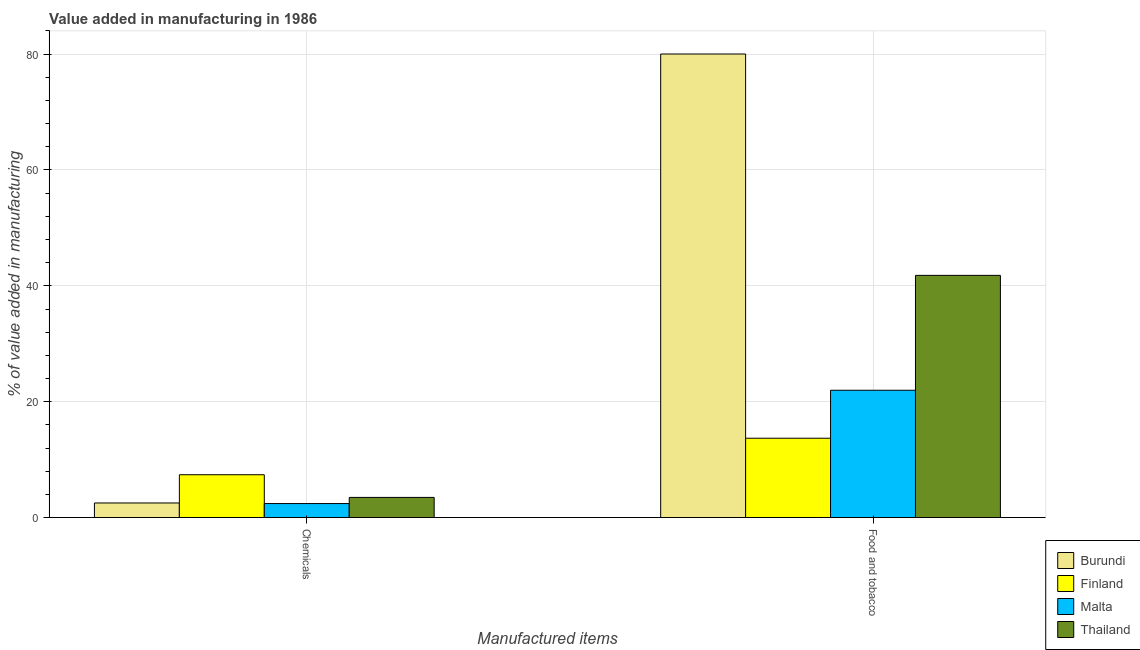 Value added in manufacturing in 1986
% of value added in manufacturing
80
60
40
20
0
Chemicals
Food and tobacco
Manufactured items
Burundi
Finland
Malta
Thailand